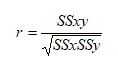 r = SSxy / √SSxSSy